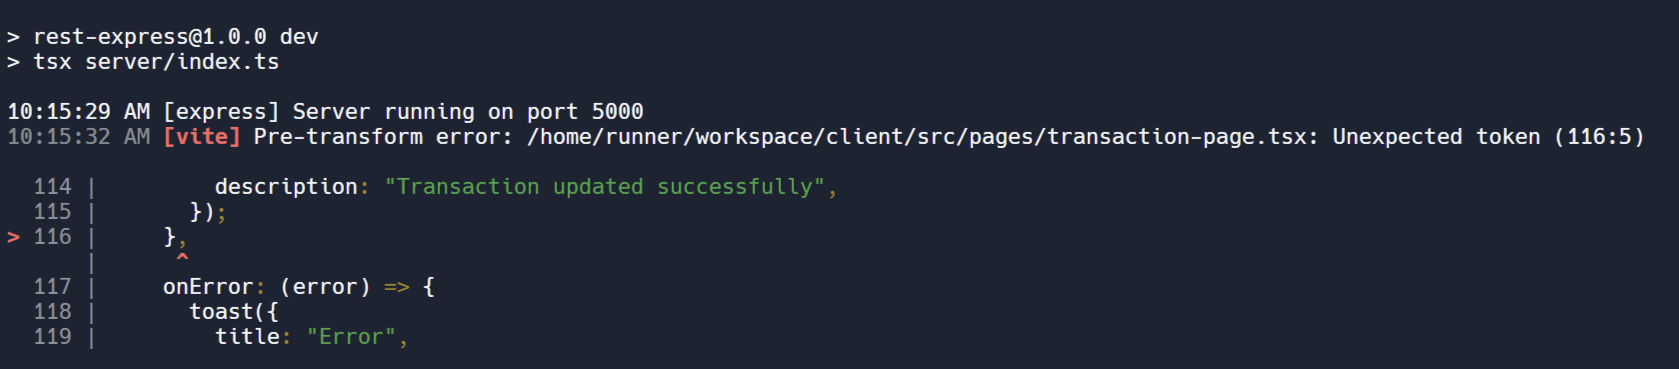 > rest-express@1.0.0 dev
> tsx server/index.ts
10:15:29 AM [express] Server running on port 5000
10:15:32 AM [vite] Pre-transform error: /home/runner/workspace/client/src/pages/transaction-page.tsx: Unexpected token (116:5)
  114 |         description: "Transaction updated successfully",
  115 |       });
> 116 |     },
      |      ^
  117 |     onError: (error) => {
  118 |       toast({
  119 |         title: "Error",